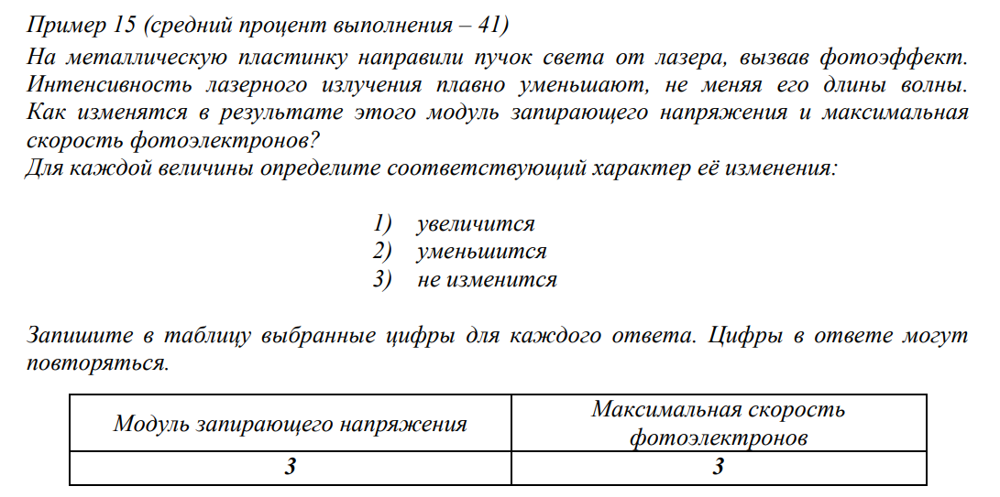 Пример 15 (средний процент выполнения – 41)
На металлическую пластинку направили пучок света от лазера, вызвав фотоэффект.
Интенсивность лазерного излучения плавно уменьшают, не меняя его длины волны.
Как изменятся в результате этого модуль запирающего напряжения и максимальная
скорость фотоэлектронов?
Для каждой величины определите соответствующий характер её изменения:
1) увеличится
2) уменьшится
3) не изменится
Запишите в таблицу выбранные цифры для каждого ответа. Цифры в ответе могут
повторяться.
Модуль запирающего напряжения
Максимальная скорость
фотоэлектронов
3
3